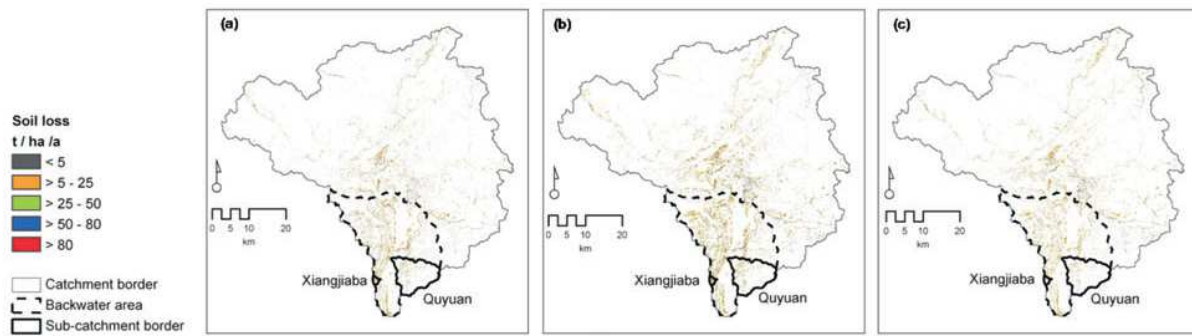 Soil loss
t / ha /a
< 5
> 5 - 25
> 25 - 50
> 50 - 80
> 80
Catchment border
Backwater area
Sub-catchment border
(a)
0 5 10 20
km
Xiangjiaba
Quyuan
(b)
0 5 10 20
km
Xiangjiaba
Quyuan
(c)
0 5 10 20
km
Xiangjiaba
Quyuan